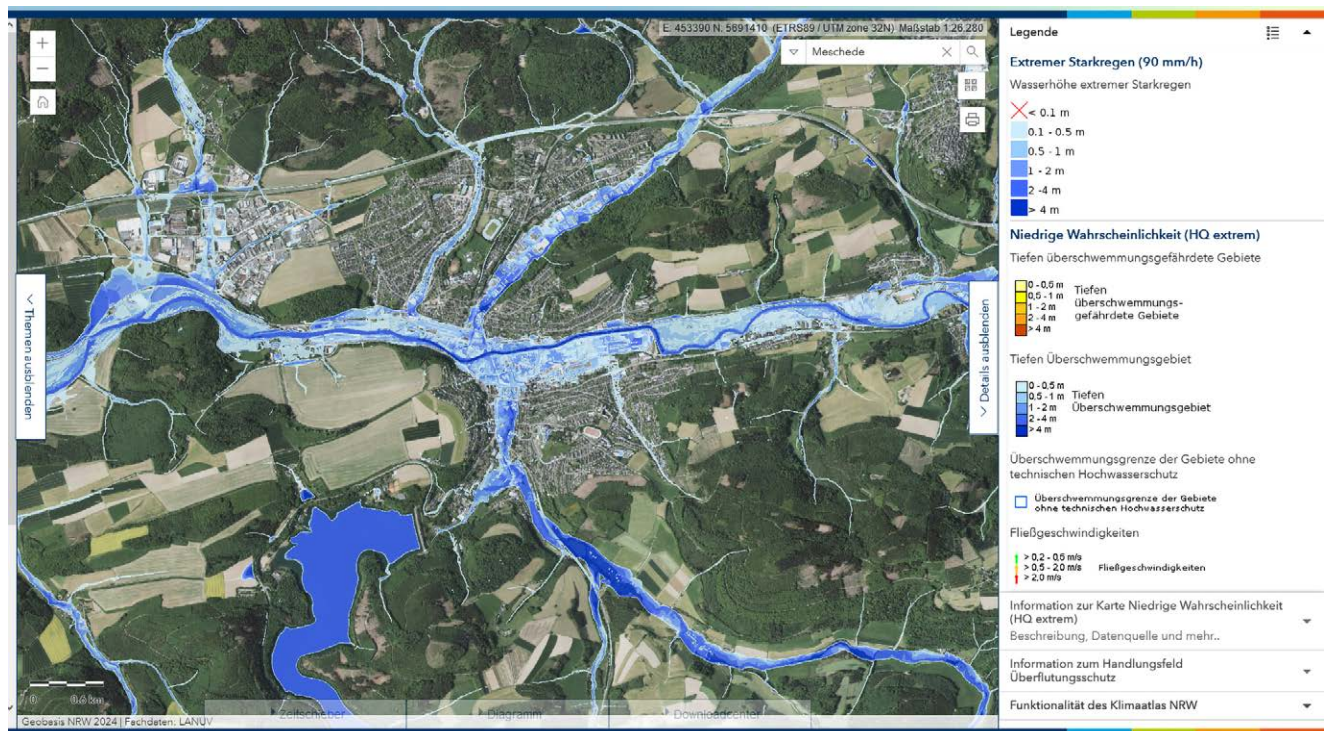 E: 453390 N: 5691410 (ETRS89 / UTM zone 32N) Maßstab 1:26.280
Meschede
Themen ausblenden
Details ausblenden
0 0.6 km
Zeitschieber
Diagramm
Downloadcenter
Geobasis NRW 2024 | Fachdaten: LANUV
Legende
Extremer Starkregen (90 mm/h)
Wasserhöhe extremer Starkregen
< 0.1 m
0.1 - 0.5 m
0.5 - 1 m
1 - 2 m
2 -4 m
> 4 m
Niedrige Wahrscheinlichkeit (HQ extrem)
Tiefen überschwemmungsgefährdete Gebiete
0 - 0,5 m
0,5 - 1 m
1 - 2 m
2 - 4 m
> 4 m
Tiefen
überschwemmungs-
gefährdete Gebiete
Tiefen Überschwemmungsgebiet
0 - 0,5 m
0,5 - 1 m
1 - 2 m
2 - 4 m
> 4 m
Tiefen
Überschwemmungsgebiet
Überschwemmungsgrenze der Gebiete ohne
technischen Hochwasserschutz
Überschwemmungsgrenze der Gebiete
ohne technischen Hochwasserschutz
Fließgeschwindigkeiten
> 0,2 - 0,5 m/s
> 0,5 - 2,0 m/s
> 2,0 m/s
Fließgeschwindigkeiten
Information zur Karte Niedrige Wahrscheinlichkeit
(HQ extrem)
Beschreibung, Datenquelle und mehr..
Information zum Handlungsfeld
Überflutungsschutz
Funktionalität des Klimaatlas NRW